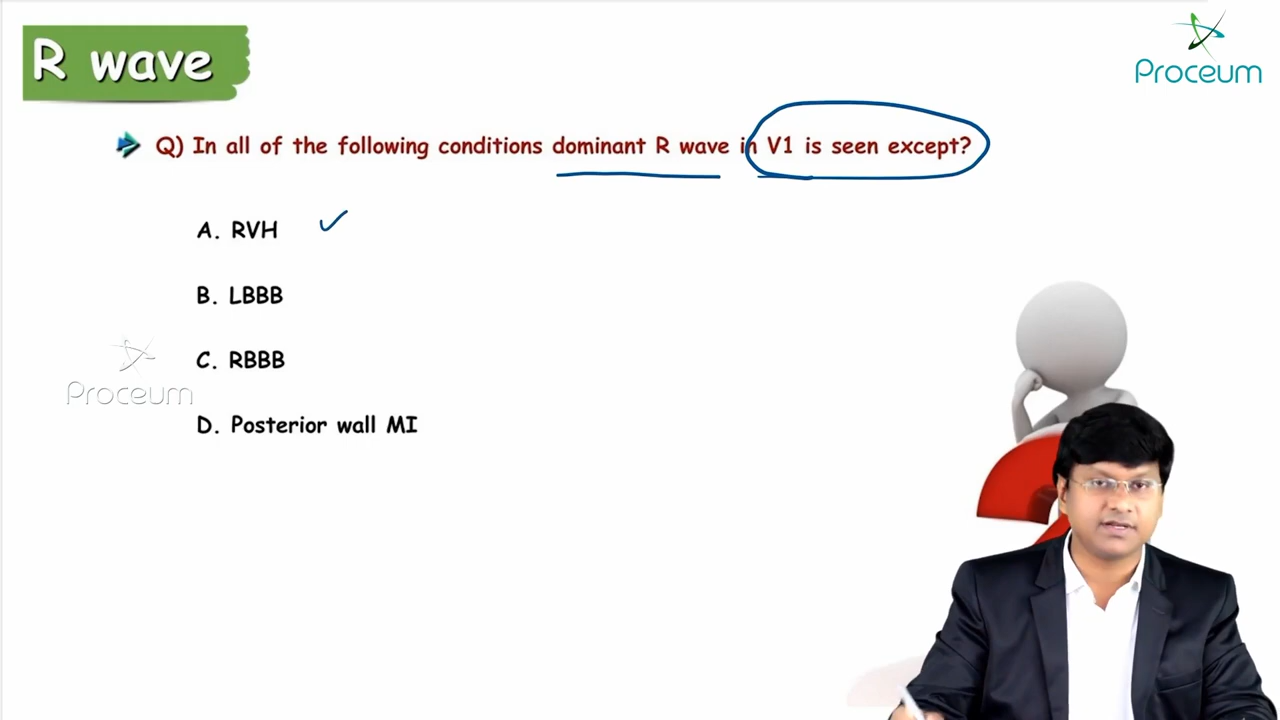 R wave
Proceum
Q) In all of the following conditions dominant R wave in V1 is seen except?
A. RVH
B. LBBB
C. RBBB
Proceum
D. Posterior wall MI